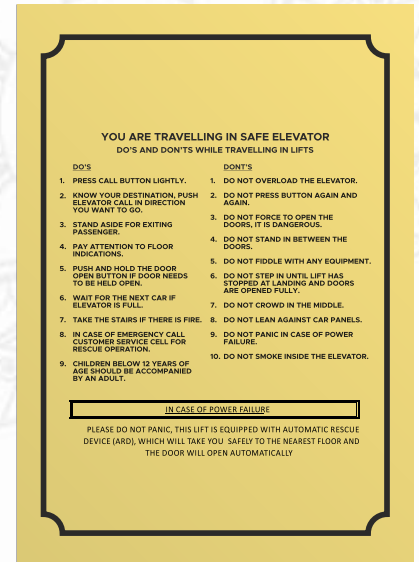 YOU ARE TRAVELLING IN SAFE ELEVATOR
DO'S AND DON'TS WHILE TRAVELLING IN LIFTS
DO'S
1. PRESS CALL BUTTON LIGHTLY.
2. KNOW YOUR DESTINATION, PUSH
ELEVATOR CALL IN DIRECTION
YOU WANT TO GO.
3. STAND ASIDE FOR EXITING
PASSENGER.
4. PAY ATTENTION TO FLOOR
INDICATIONS.
5. PUSH AND HOLD THE DOOR
OPEN BUTTON IF DOOR NEEDS
TO BE HELD OPEN.
6. WAIT FOR THE NEXT CAR IF
ELEVATOR IS FULL.
7. TAKE THE STAIRS IF THERE IS FIRE.
8. IN CASE OF EMERGENCY CALL
CUSTOMER SERVICE CELL FOR
RESCUE OPERATION.
9. CHILDREN BELOW 12 YEARS OF
AGE SHOULD BE ACCOMPANIED
BY AN ADULT.
DONT'S
1. DO NOT OVERLOAD THE ELEVATOR.
2. DO NOT PRESS BUTTON AGAIN AND
AGAIN.
3. DO NOT FORCE TO OPEN THE
DOORS, IT IS DANGEROUS.
4. DO NOT STAND IN BETWEEN THE
DOORS.
5. DO NOT FIDDLE WITH ANY EQUIPMENT.
6. DO NOT STEP IN UNTIL LIFT HAS
STOPPED AT LANDING AND DOORS
ARE OPENED FULLY.
7. DO NOT CROWD IN THE MIDDLE.
8. DO NOT LEAN AGAINST CAR PANELS.
9. DO NOT PANIC IN CASE OF POWER
FAILURE.
10. DO NOT SMOKE INSIDE THE ELEVATOR.
IN CASE OF POWER FAILURE
PLEASE DO NOT PANIC, THIS LIFT IS EQUIPPED WITH AUTOMATIC RESCUE
DEVICE (ARD), WHICH WILL TAKE YOU SAFELY TO THE NEAREST FLOOR AND
THE DOOR WILL OPEN AUTOMATICALLY